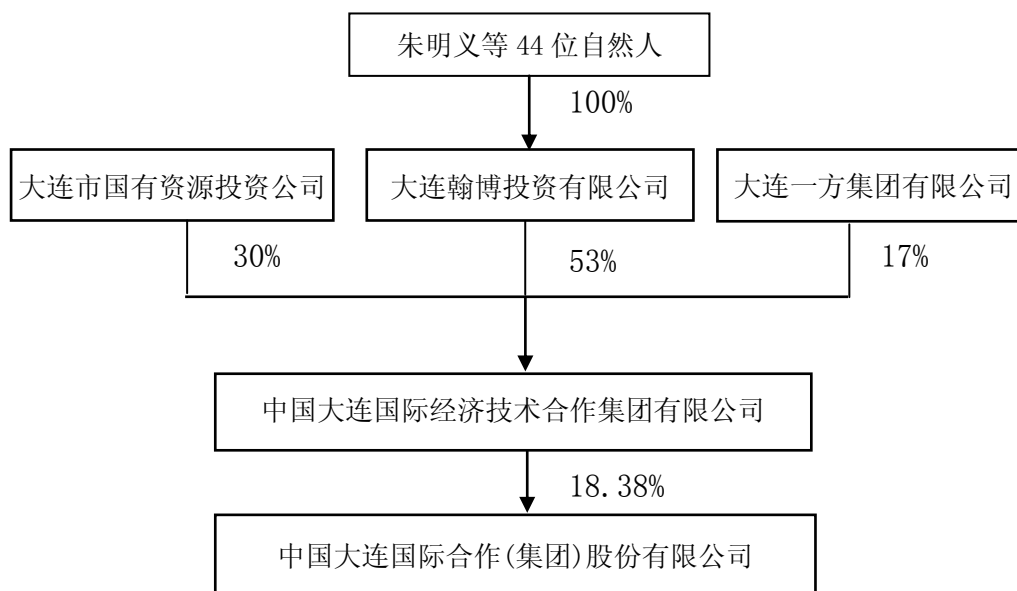 朱明义等 44 位自然人
100%
大连市国有资源投资公司
大连翰博投资有限公司
大连一方集团有限公司
30%
53%
17%
中国大连国际经济技术合作集团有限公司
18.38%
中国大连国际合作(集团)股份有限公司